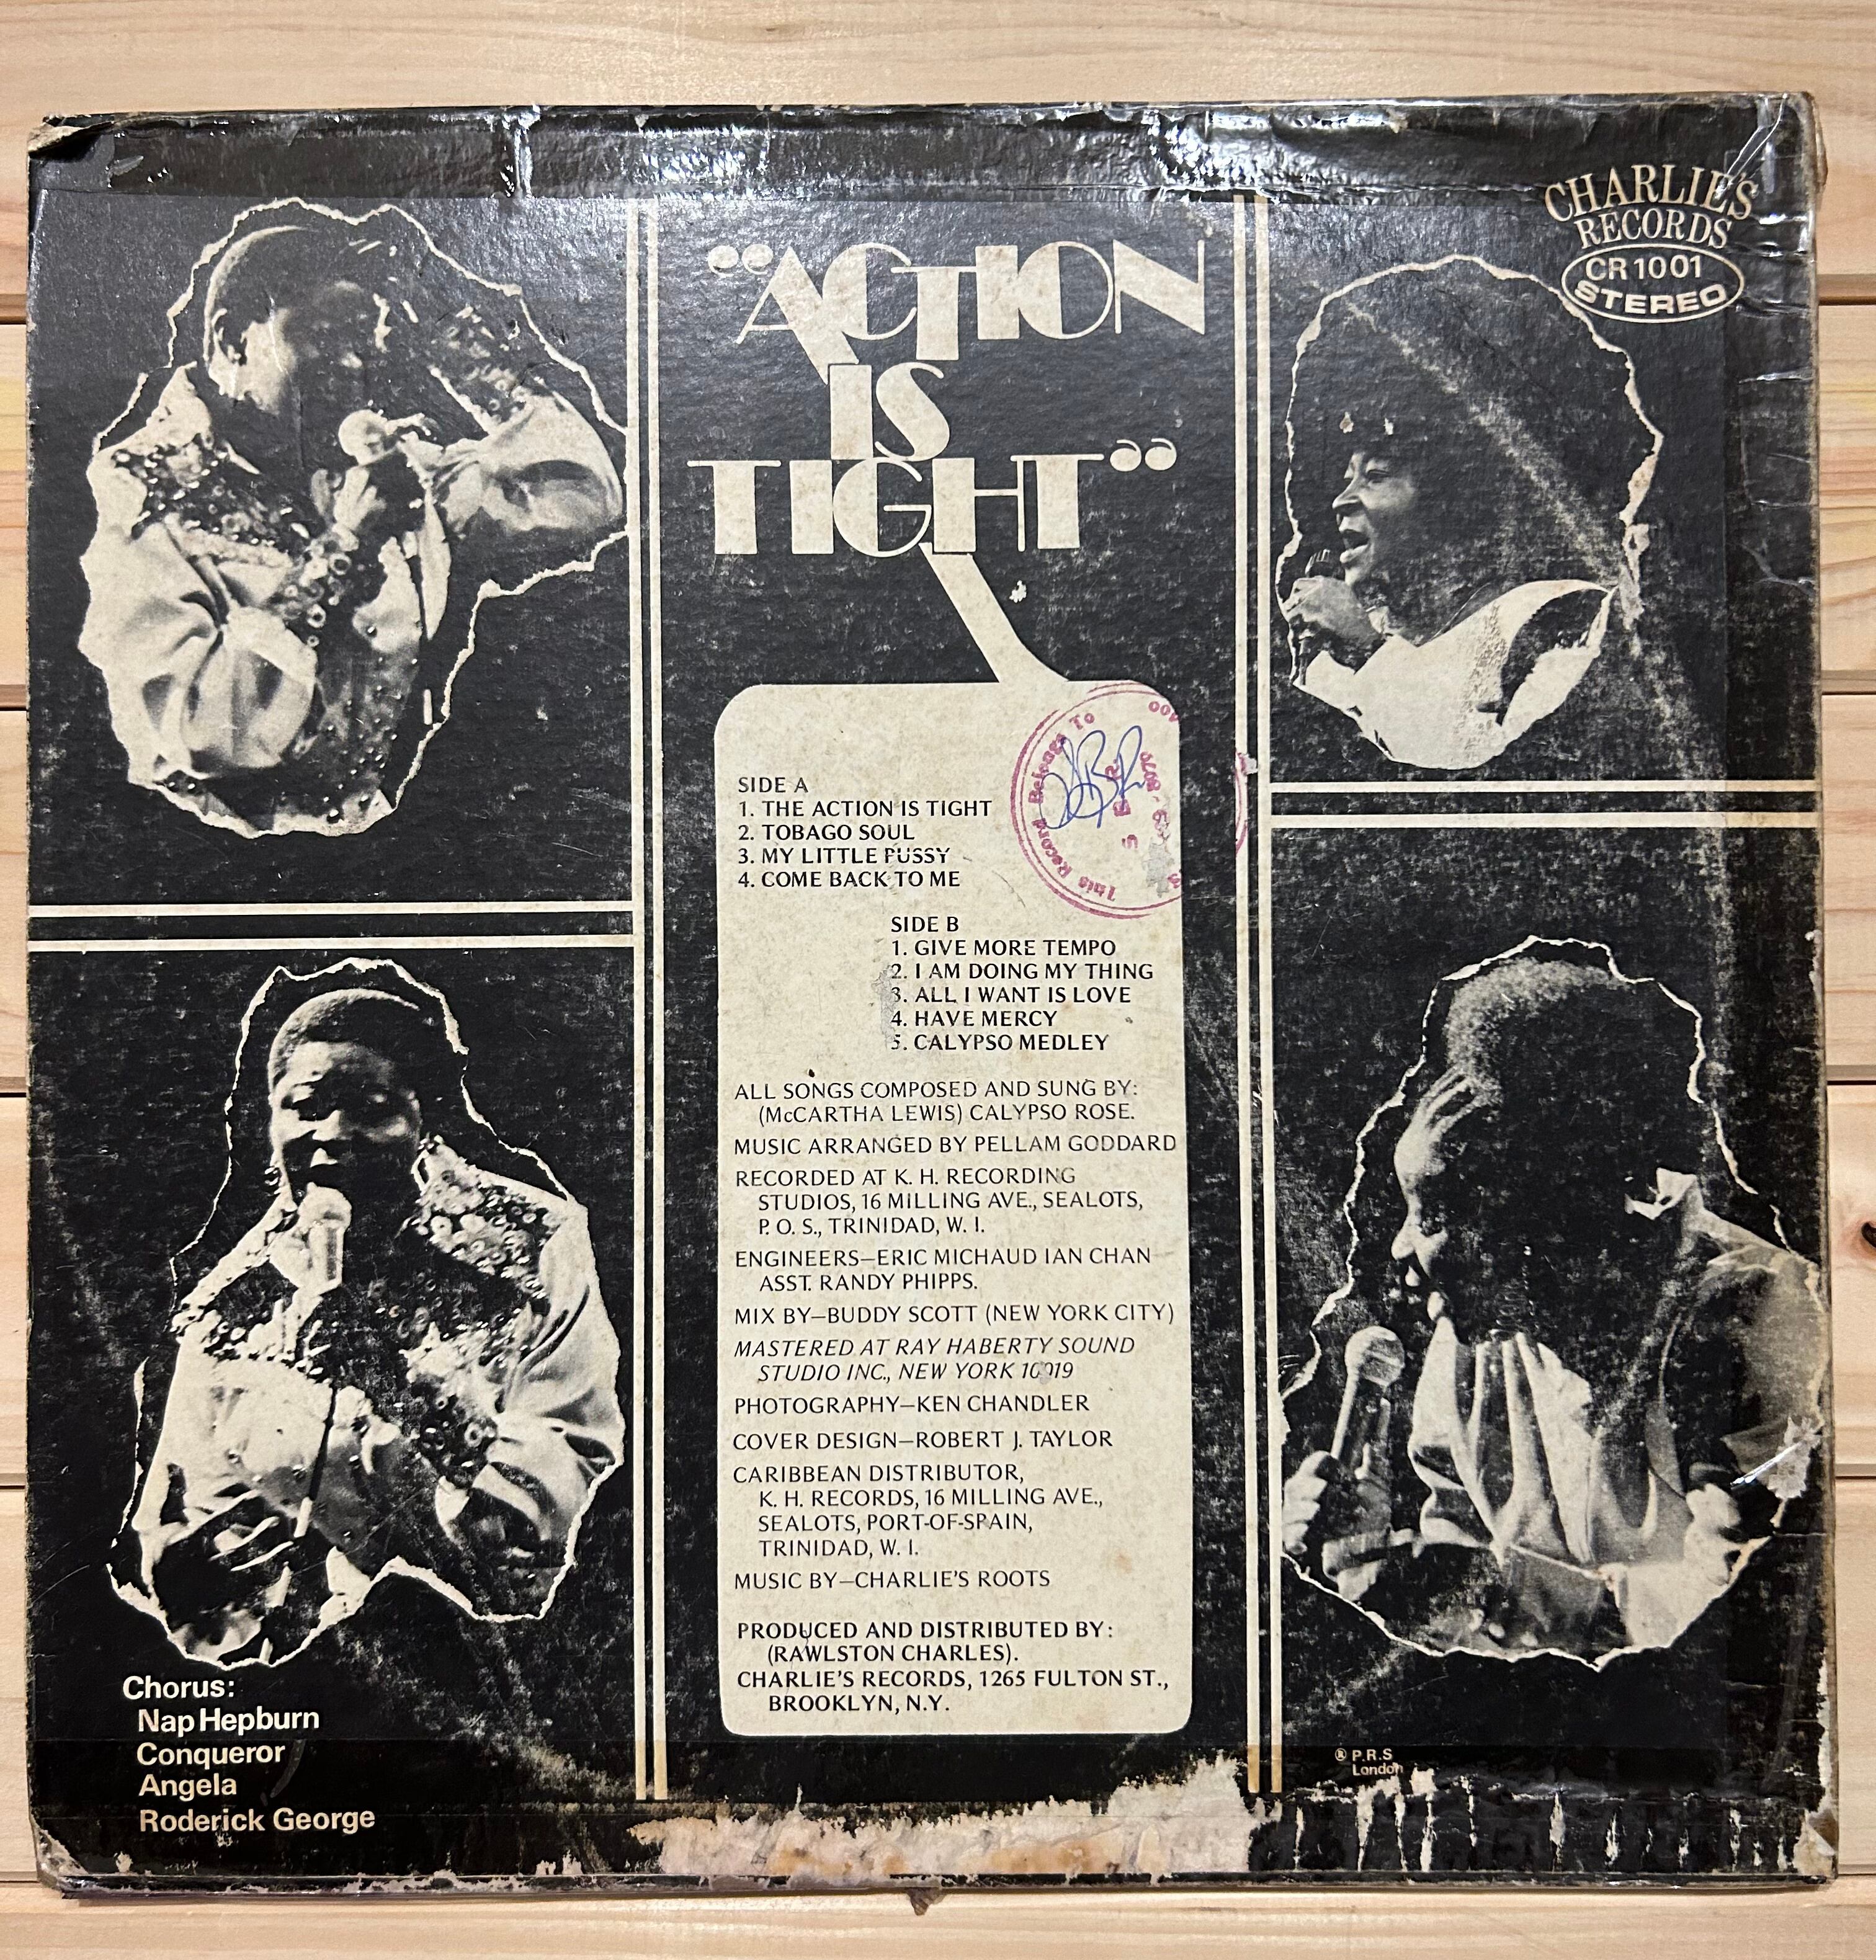 CHARLIE'S
RECORDS
CR 1001
STEREO
“ACTION
IS
TIGHT”
This Record Belongs To
SIDE A
1. THE ACTION IS TIGHT
2. TOBAGO SOUL
3. MY LITTLE PUSSY
4. COME BACK TO ME
SIDE B
1. GIVE MORE TEMPO
2. I AM DOING MY THING
3. ALL I WANT IS LOVE
4. HAVE MERCY
5. CALYPSO MEDLEY
ALL SONGS COMPOSED AND SUNG BY:
(McCARTHA LEWIS) CALYPSO ROSE.
MUSIC ARRANGED BY PELLAM GODDARD
RECORDED AT K. H. RECORDING
STUDIOS, 16 MILLING AVE., SEALOTS,
P. O. S., TRINIDAD, W. I.
ENGINEERS—ERIC MICHAUD IAN CHAN
ASST. RANDY PHIPPS.
MIX BY—BUDDY SCOTT (NEW YORK CITY)
MASTERED AT RAY HABERTY SOUND
STUDIO INC., NEW YORK 10019
PHOTOGRAPHY—KEN CHANDLER
COVER DESIGN—ROBERT J. TAYLOR
CARIBBEAN DISTRIBUTOR,
K. H. RECORDS, 16 MILLING AVE.,
SEALOTS, PORT-OF-SPAIN,
TRINIDAD, W. I.
MUSIC BY—CHARLIE'S ROOTS
PRODUCED AND DISTRIBUTED BY:
(RAWLSTON CHARLES).
CHARLIE'S RECORDS, 1265 FULTON ST.,
BROOKLYN, N.Y.
Chorus:
Nap Hepburn
Conqueror
Angela
Roderick George
® P.R.S
London